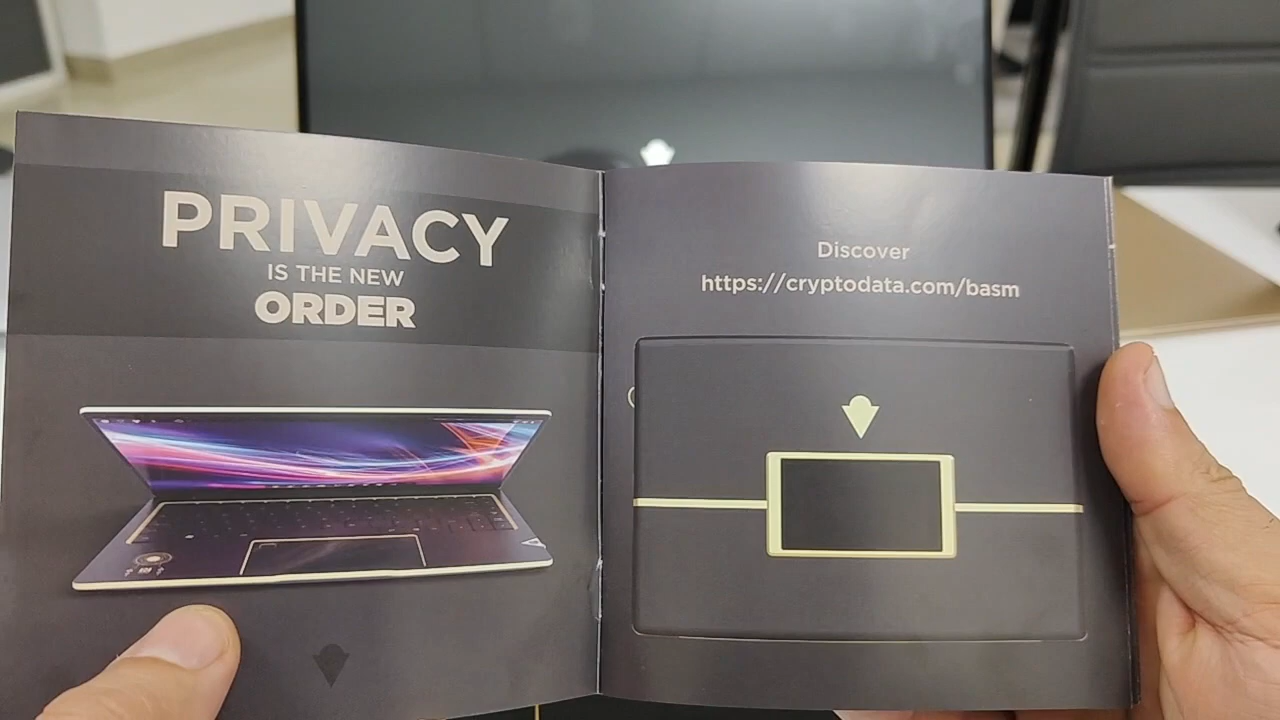 PRIVACY
IS THE NEW
ORDER
Discover
https://cryptodata.com/basm